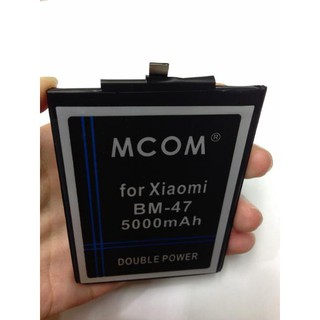 MCOM®
for Xiaomi
BM-47
5000mAh
DOUBLE POWER